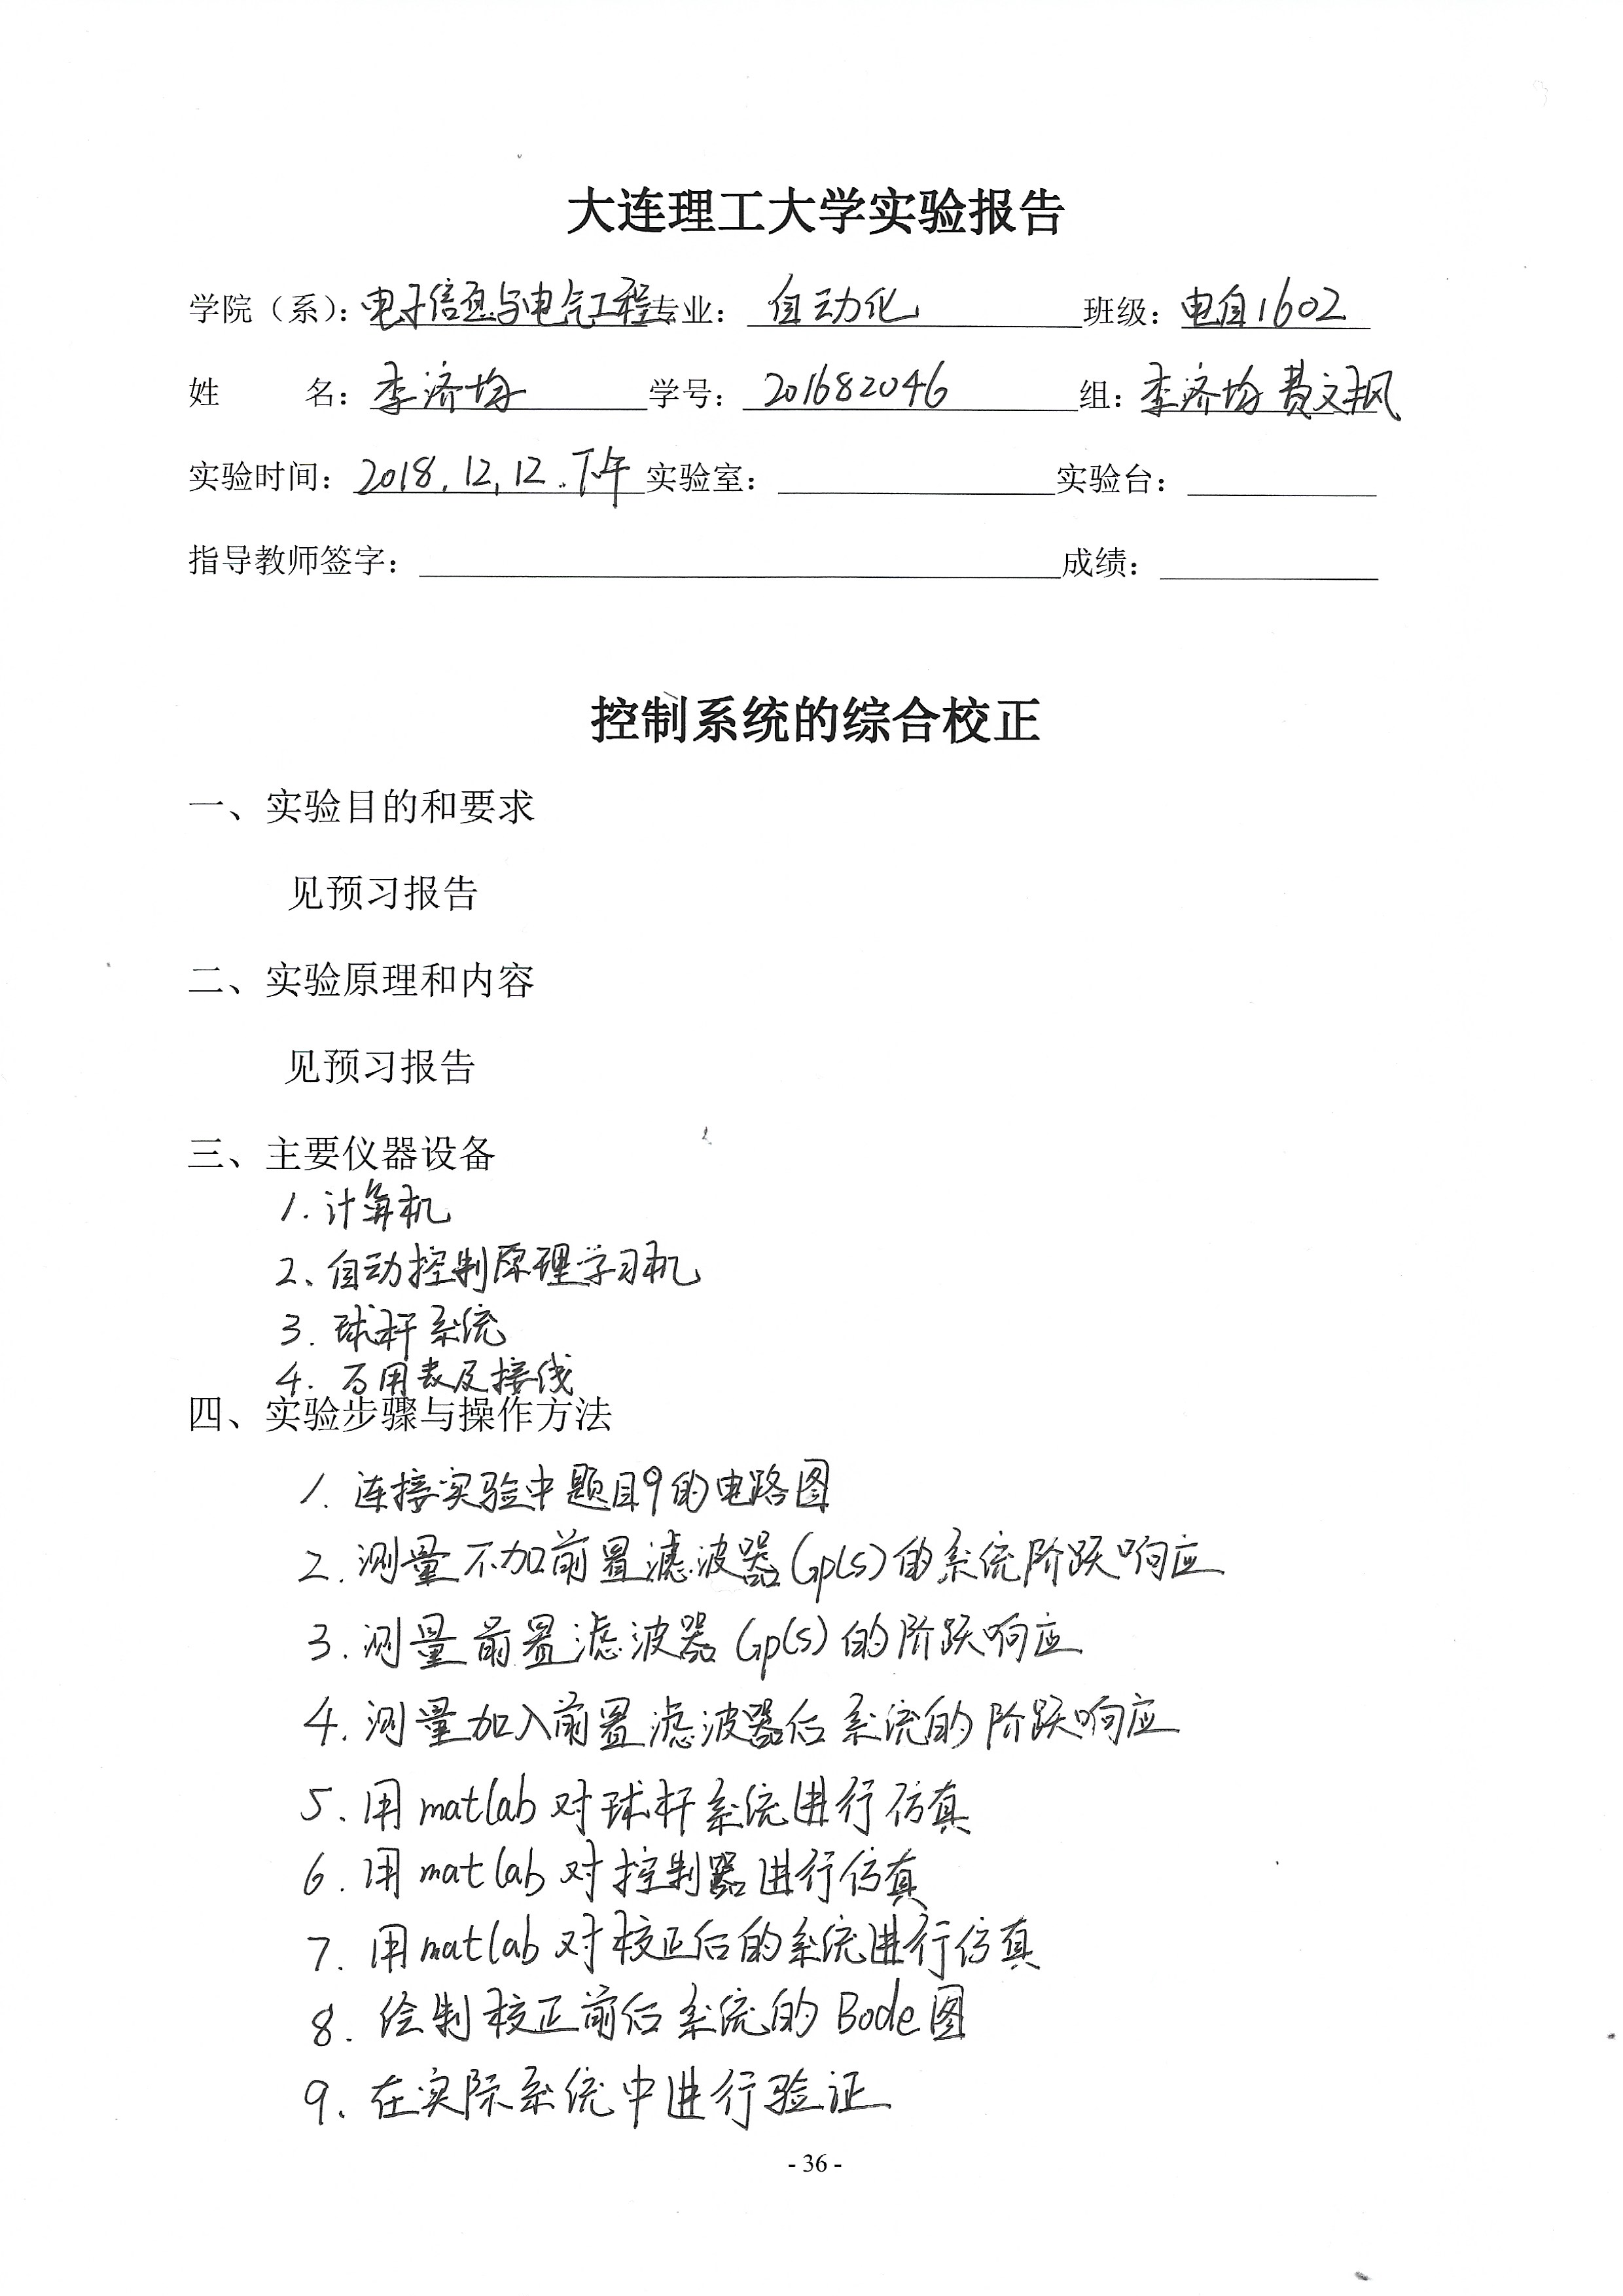 大连理工大学实验报告
学院（系）：电子信息与电气工程 专业：自动化 班级：电自1602
姓 名：李济均 学号：201682046 组：李济均 费文枫
实验时间：2018.12.12.下午 实验室： 实验台：
指导教师签字： 成绩：
控制系统的综合校正
一、实验目的和要求
见预习报告
二、实验原理和内容
见预习报告
三、主要仪器设备
1.计算机
2、自动控制原理学习机
3.球杆系统
4.万用表及接线
四、实验步骤与操作方法
1.连接实验中题目9的电路图
2.测量不加前置滤波器Gp(s)的系统阶跃响应
3.测量前置滤波器Gp(s)的阶跃响应
4.测量加入前置滤波器后系统的阶跃响应
5.用matlab对球杆系统进行仿真
6.用matlab对控制器进行仿真
7.用matlab对校正后的系统进行仿真
8.绘制校正前后系统的Bode图
9.在实际系统中进行验证
- 36 -